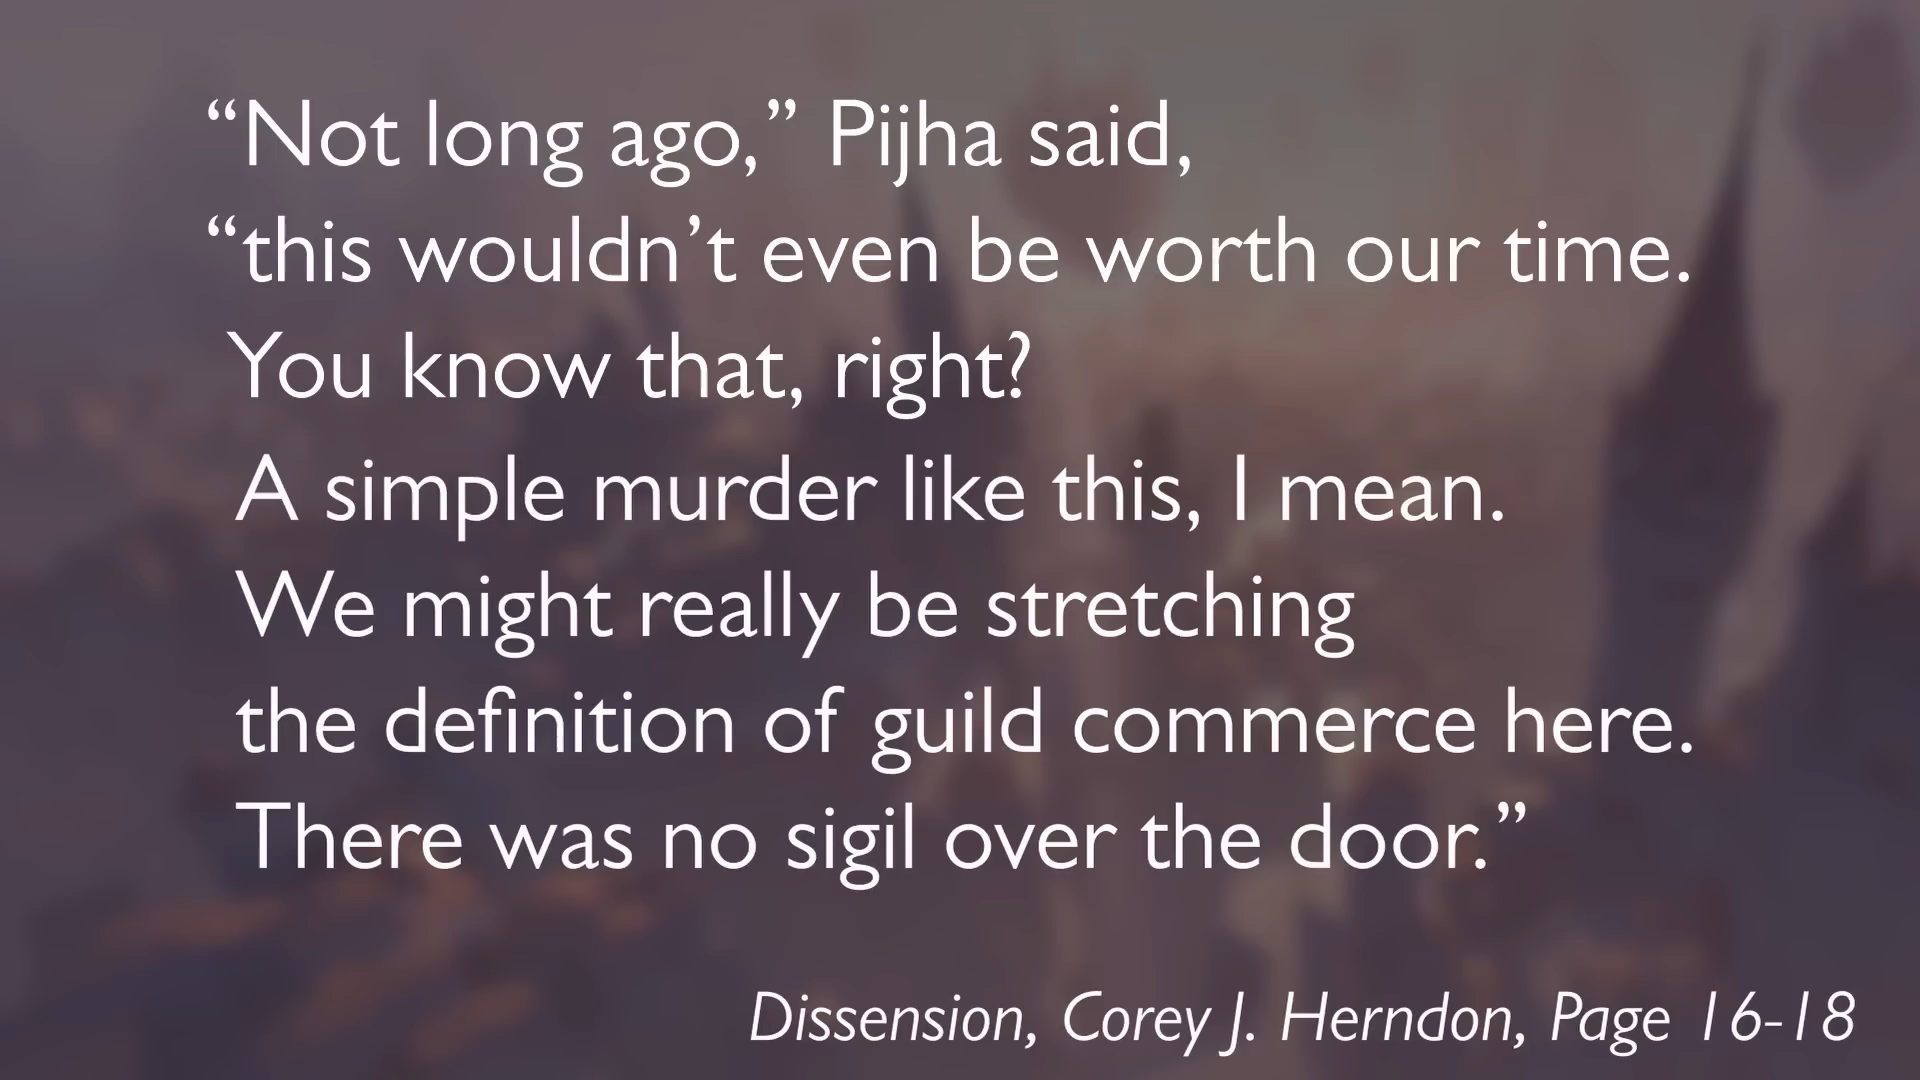 “Not long ago,” Pijha said,
“this wouldn’t even be worth our time.
You know that, right?
A simple murder like this, I mean.
We might really be stretching
the definition of guild commerce here.
There was no sigil over the door.”
Dissension, Corey J. Herndon, Page 16-18